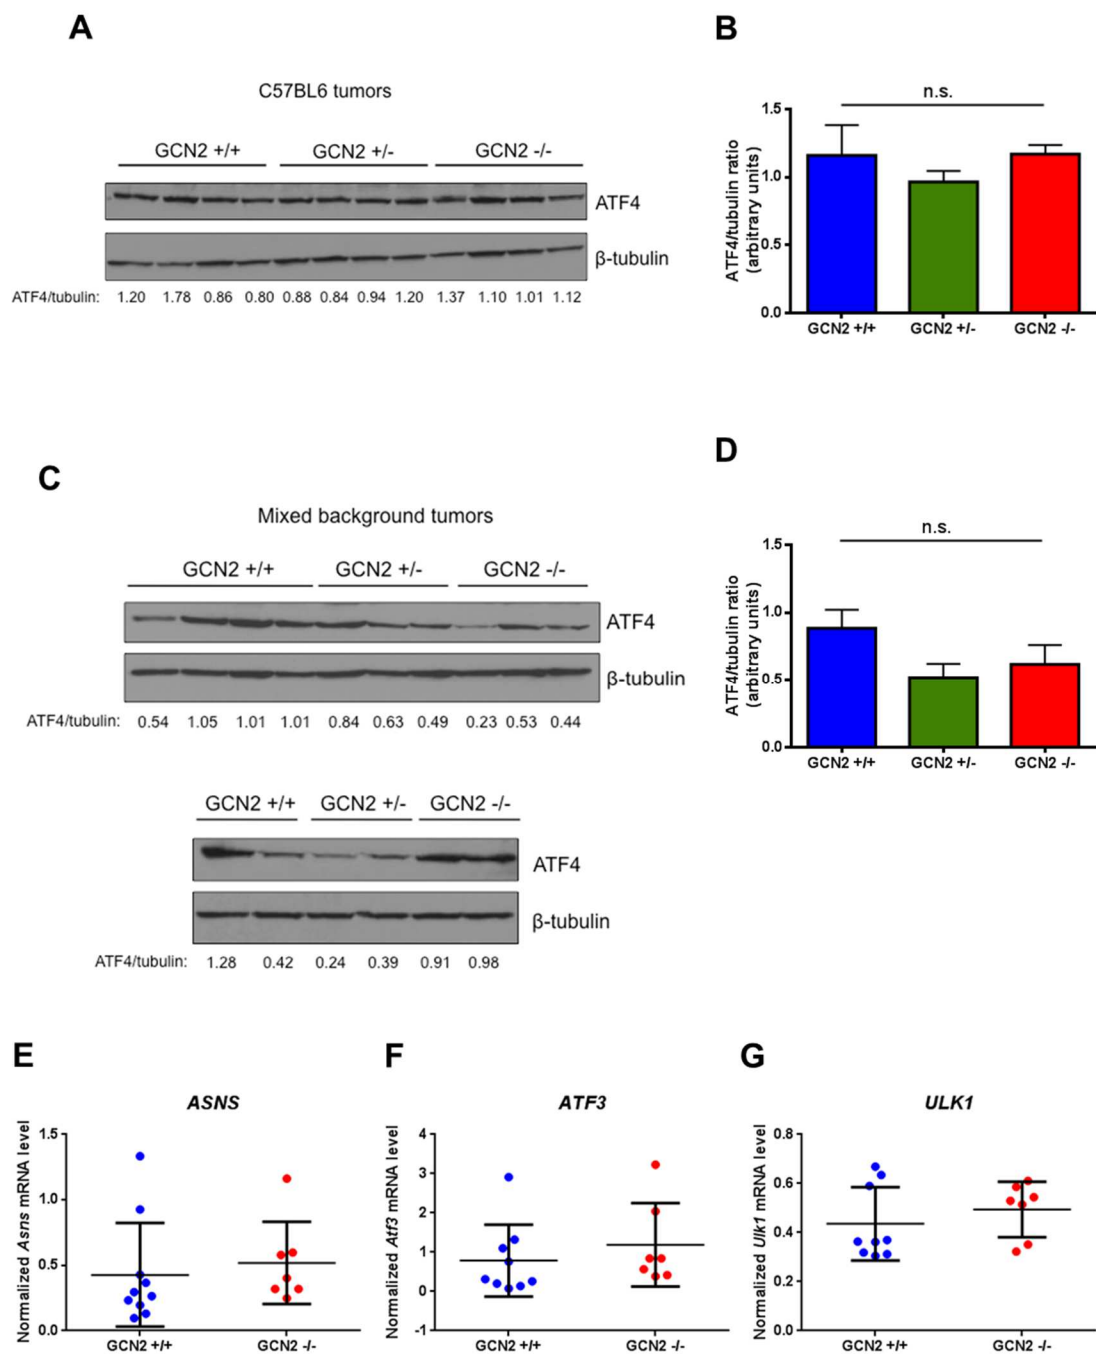 A
C57BL6 tumors
GCN2 +/+ GCN2 +/- GCN2 -/-
ATF4
β-tubulin
ATF4/tubulin: 1.20 1.78 0.86 0.80 0.88 0.84 0.94 1.20 1.37 1.10 1.01 1.12
B
n.s.
ATF4/tubulin ratio
(arbitrary units)
1.5
1.0
0.5
0.0
GCN2 +/+ GCN2 +/- GCN2 -/-
C
Mixed background tumors
GCN2 +/+ GCN2 +/- GCN2 -/-
ATF4
β-tubulin
ATF4/tubulin: 0.54 1.05 1.01 1.01 0.84 0.63 0.49 0.23 0.53 0.44
GCN2 +/+ GCN2 +/- GCN2 -/-
ATF4
β-tubulin
ATF4/tubulin: 1.28 0.42 0.24 0.39 0.91 0.98
D
n.s.
ATF4/tubulin ratio
(arbitrary units)
1.5
1.0
0.5
0.0
GCN2 +/+ GCN2 +/- GCN2 -/-
E
ASNS
Normalized Asns mRNA level
1.5
1.0
0.5
0.0
GCN2 +/+ GCN2 -/-
F
ATF3
Normalized Atf3 mRNA level
4
3
2
1
0
-1
GCN2 +/+ GCN2 -/-
G
ULK1
Normalized Ulk1 mRNA level
0.8
0.6
0.4
0.2
0.0
GCN2 +/+ GCN2 -/-